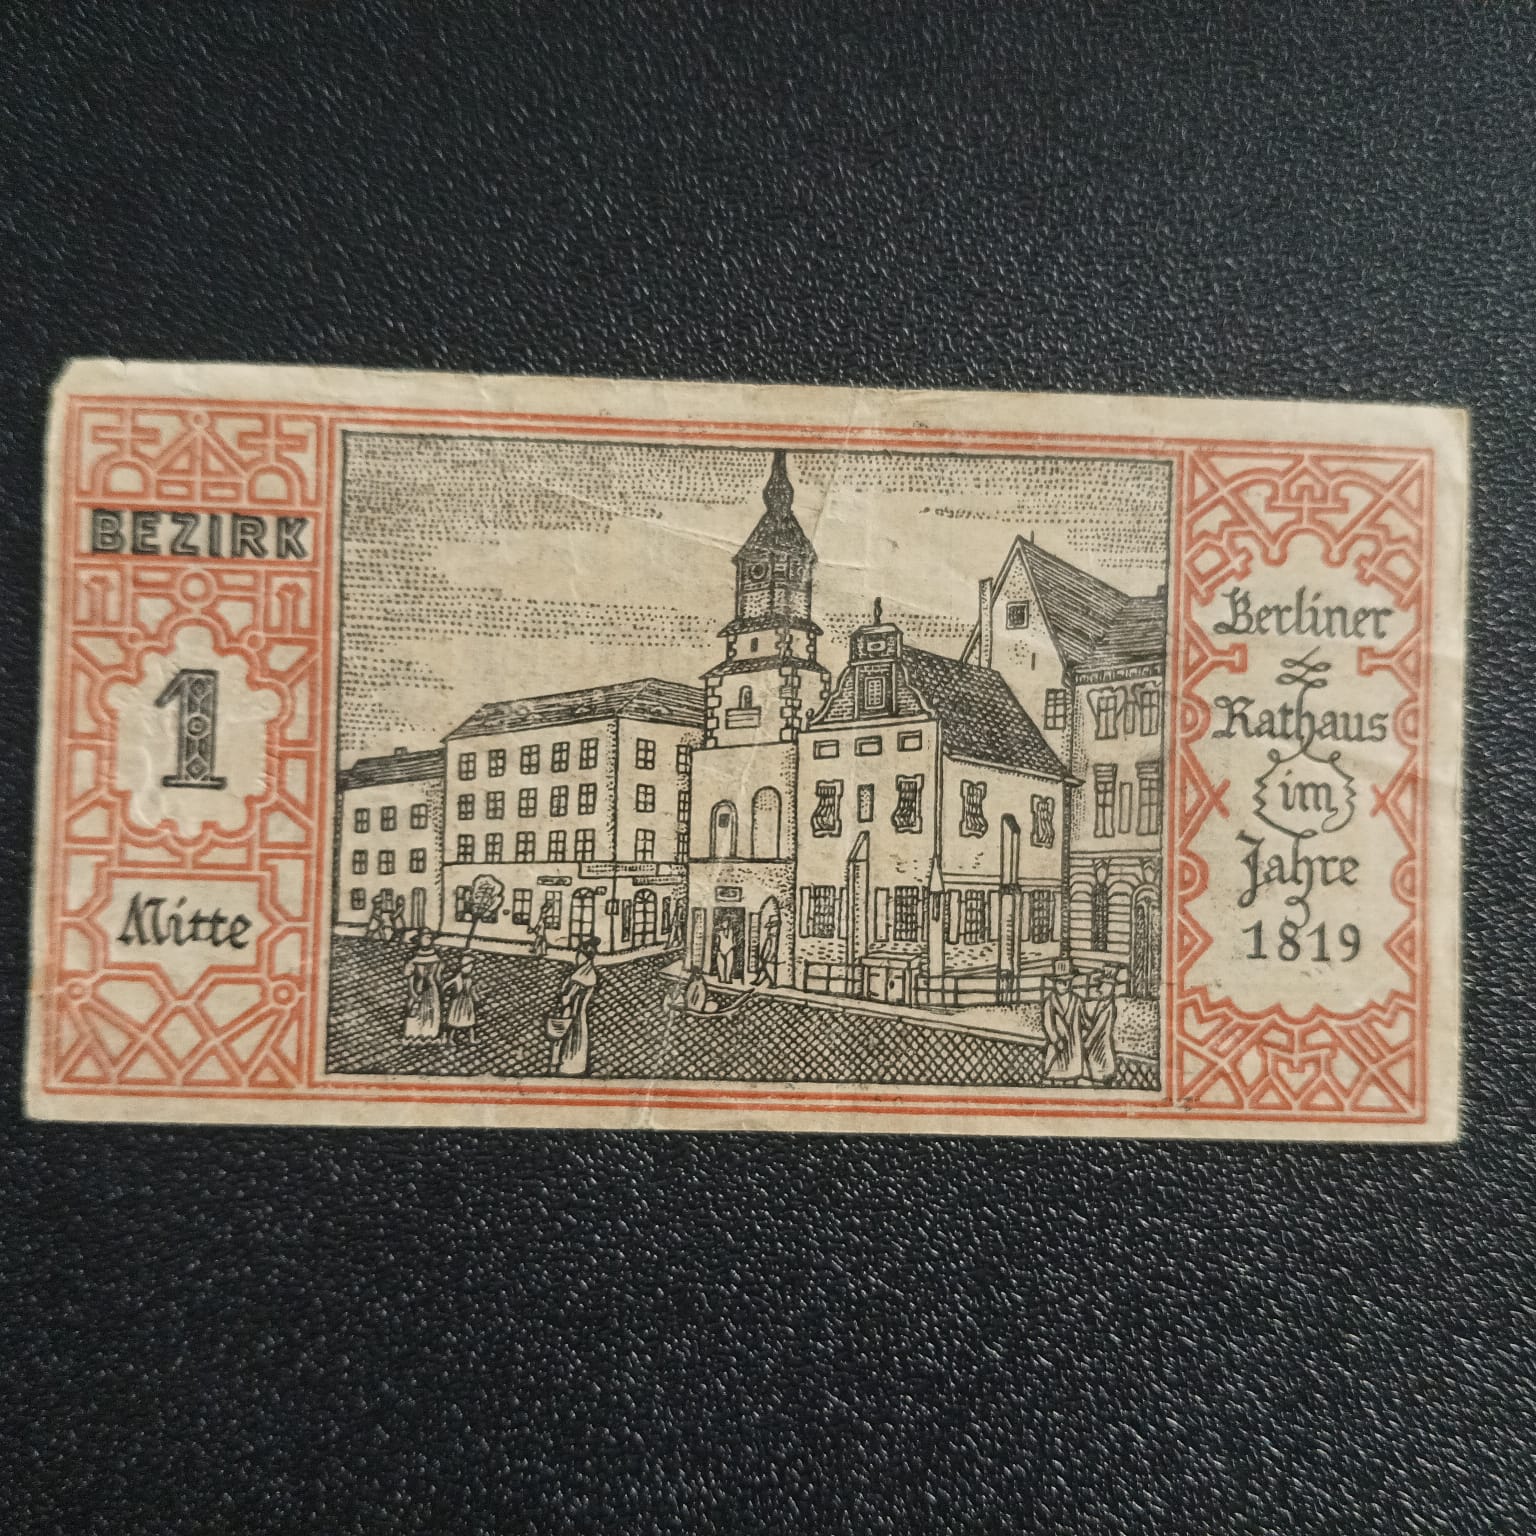 BEZIRK
1
Mitte
Berliner
Rathaus
im
Jahre
1819